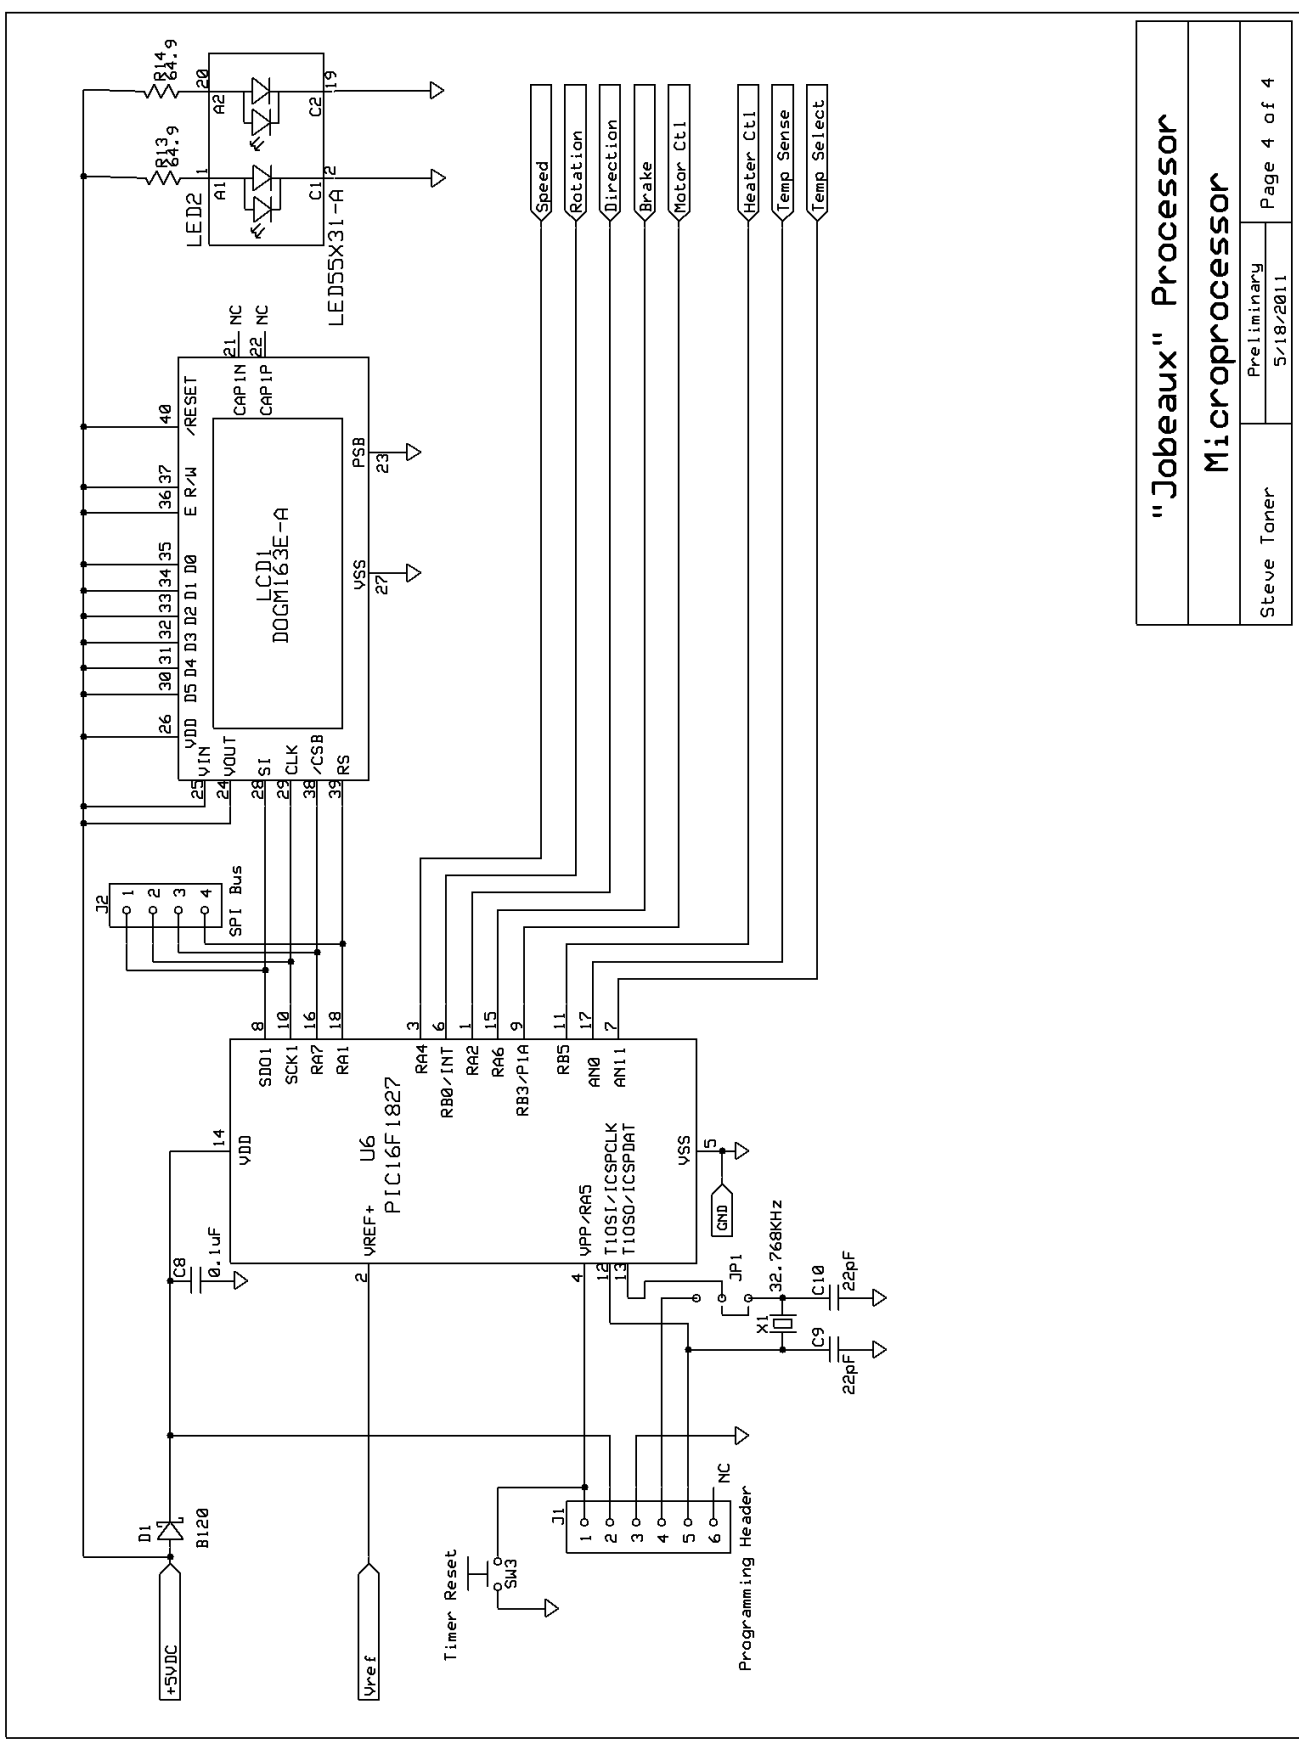 +5VDC
D1
B120
C8
0.1uF
14
VDD
U6
PIC16F1827
Vref
2
VREF+
8
SDO1
10
SCK1
16
RA7
18
RA1
3
RA4
6
RB0/INT
1
RA2
15
RA6
9
RB3/P1A
11
RB5
17
AN0
7
AN11
4
VPP/RA5
12
T1OSI/ICSPCLK
13
T1OSO/ICSPDAT
VSS
5
GND
J2
1
2
3
4
SPI Bus
25
VIN
24
VOUT
28
SI
29
CLK
38
/CSB
39
RS
26
VDD
30 31 32 33 34 35
D5 D4 D3 D2 D1 D0
36 37
E R/W
40
/RESET
LCD1
DOGM163E-A
CAP1N
21
NC
CAP1P
22
NC
VSS
27
PSB
23
R13
64.9
R14
64.9
LED2
1
A1
20
A2
C1
2
C2
19
LED55X31-A
Speed
Rotation
Direction
Brake
Motor Ctl
Heater Ctl
Temp Sense
Temp Select
Timer Reset
SW3
J1
1
2
3
4
5
6
NC
Programming Header
JP1
X1
32.768KHz
C9
22pF
C10
22pF
"Jobeaux" Processor
Microprocessor
Steve Toner
Preliminary
5/18/2011
Page 4 of 4